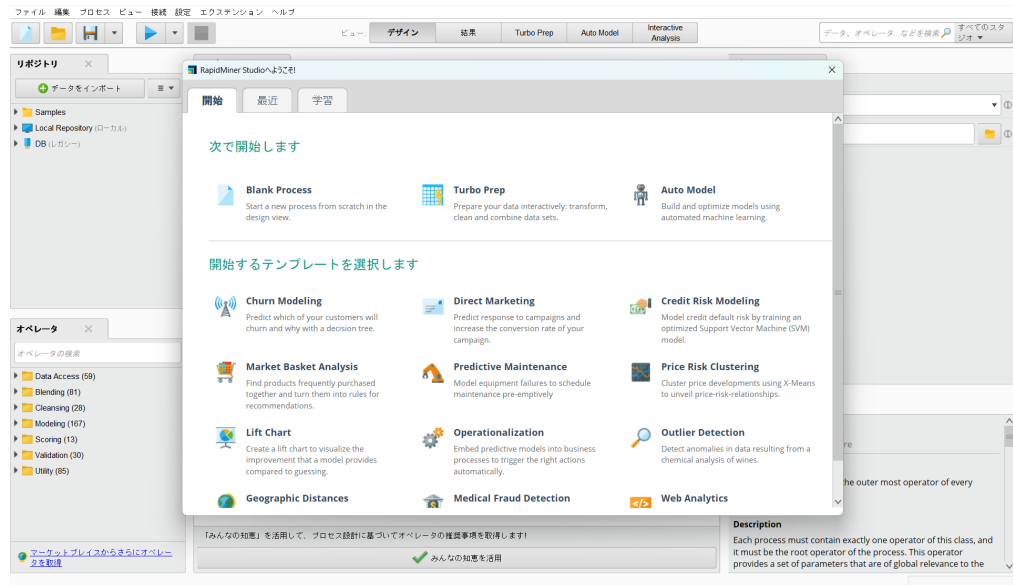 ファイル 編集 プロセス ビュー 接続 設定 エクステンション ヘルプ
ビュー: デザイン 結果 Turbo Prep Auto Model Interactive Analysis
データ、オペレータ...などを検索 すべてのスタジオ ▼
リポジトリ
データをインポート
Samples
Local Repository (ローカル)
DB (レガシー)
オペレータ
オペレータの検索
Data Access (59)
Blending (81)
Cleansing (28)
Modeling (167)
Scoring (13)
Validation (30)
Utility (85)
マーケットプレイスからさらにオペレータを取得
RapidMiner Studioへようこそ!
開始 最近 学習
次で開始します
Blank Process
Start a new process from scratch in the
design view.
Turbo Prep
Prepare your data interactively: transform,
clean and combine data sets.
Auto Model
Build and optimize models using
automated machine learning.
開始するテンプレートを選択します
Churn Modeling
Predict which of your customers will
churn and why with a decision tree.
Direct Marketing
Predict response to campaigns and
increase the conversion rate of your
campaign.
Credit Risk Modeling
Model credit default risk by training an
optimized Support Vector Machine (SVM)
model.
Market Basket Analysis
Find products frequently purchased
together and turn them into rules for
recommendations.
Predictive Maintenance
Model equipment failures to schedule
maintenance pre-emptively
Price Risk Clustering
Cluster price developments using X-Means
to unveil price-risk-relationships.
Lift Chart
Create a lift chart to visualize the
improvement that a model provides
compared to guessing.
Operationalization
Embed predictive models into business
processes to trigger the right actions
automatically.
Outlier Detection
Detect anomalies in data resulting from a
chemical analysis of wines.
Geographic Distances
Medical Fraud Detection
Web Analytics
「みんなの知恵」を活用して、プロセス設計に基づいてオペレータの推奨事項を取得します!
みんなの知恵を活用
re
the outer most operator of every
Description
Each process must contain exactly one operator of this class, and
it must be the root operator of the process. This operator
provides a set of parameters that are of global relevance to the